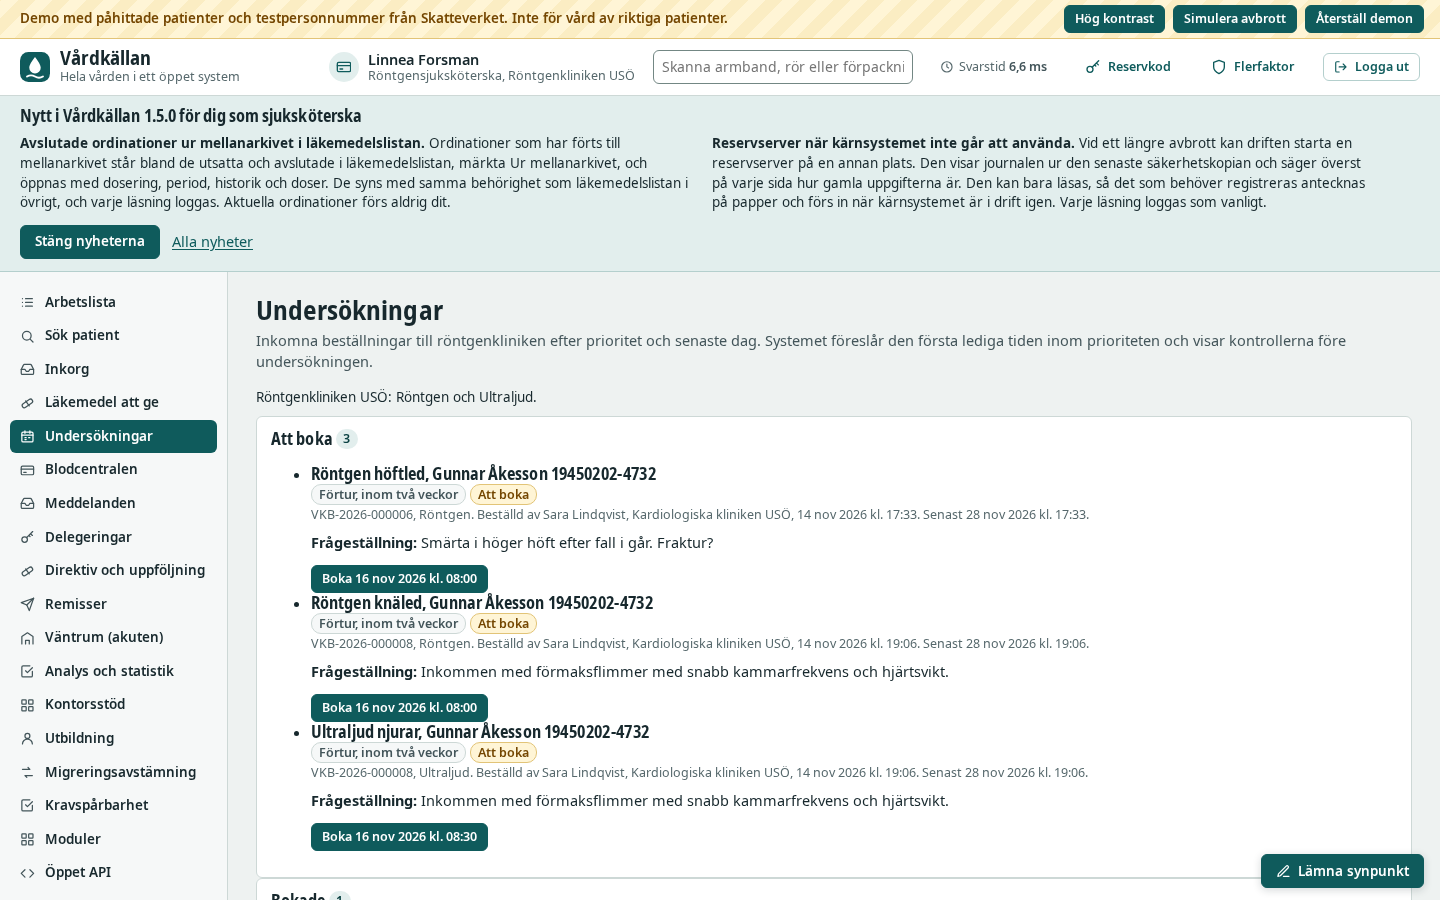 Demo med påhittade patienter och testpersonnummer från Skatteverket. Inte för vård av riktiga patienter.
Hög kontrast
Simulera avbrott
Återställ demon
Vårdkällan
Hela vården i ett öppet system
Linnea Forsman
Röntgensjuksköterska, Röntgenkliniken USÖ
Skanna armband, rör eller förpackni
Svarstid 6,6 ms
Reservkod
Flerfaktor
Logga ut
Nytt i Vårdkällan 1.5.0 för dig som sjuksköterska
Avslutade ordinationer ur mellanarkivet i läkemedelslistan. Ordinationer som har förts till
mellanarkivet står bland de utsatta och avslutade i läkemedelslistan, märkta Ur mellanarkivet, och
öppnas med dosering, period, historik och doser. De syns med samma behörighet som läkemedelslistan i
övrigt, och varje läsning loggas. Aktuella ordinationer förs aldrig dit.
Reservserver när kärnsystemet inte går att använda. Vid ett längre avbrott kan driften starta en
reservserver på en annan plats. Den visar journalen ur den senaste säkerhetskopian och säger överst
på varje sida hur gamla uppgifterna är. Den kan bara läsas, så det som behöver registreras antecknas
på papper och förs in när kärnsystemet är i drift igen. Varje läsning loggas som vanligt.
Stäng nyheterna
Alla nyheter
Arbetslista
Sök patient
Inkorg
Läkemedel att ge
Undersökningar
Blodcentralen
Meddelanden
Delegeringar
Direktiv och uppföljning
Remisser
Väntrum (akuten)
Analys och statistik
Kontorsstöd
Utbildning
Migreringsavstämning
Kravspårbarhet
Moduler
Öppet API
Undersökningar
Inkomna beställningar till röntgenkliniken efter prioritet och senaste dag. Systemet föreslår den första lediga tiden inom prioriteten och visar kontrollerna före
undersökningen.
Röntgenkliniken USÖ: Röntgen och Ultraljud.
Att boka 3
Röntgen höftled, Gunnar Åkesson 19450202-4732
Förtur, inom två veckor
Att boka
VKB-2026-000006, Röntgen. Beställd av Sara Lindqvist, Kardiologiska kliniken USÖ, 14 nov 2026 kl. 17:33. Senast 28 nov 2026 kl. 17:33.
Frågeställning: Smärta i höger höft efter fall i går. Fraktur?
Boka 16 nov 2026 kl. 08:00
Röntgen knäled, Gunnar Åkesson 19450202-4732
Förtur, inom två veckor
Att boka
VKB-2026-000008, Röntgen. Beställd av Sara Lindqvist, Kardiologiska kliniken USÖ, 14 nov 2026 kl. 19:06. Senast 28 nov 2026 kl. 19:06.
Frågeställning: Inkommen med förmaksflimmer med snabb kammarfrekvens och hjärtsvikt.
Boka 16 nov 2026 kl. 08:00
Ultraljud njurar, Gunnar Åkesson 19450202-4732
Förtur, inom två veckor
Att boka
VKB-2026-000008, Ultraljud. Beställd av Sara Lindqvist, Kardiologiska kliniken USÖ, 14 nov 2026 kl. 19:06. Senast 28 nov 2026 kl. 19:06.
Frågeställning: Inkommen med förmaksflimmer med snabb kammarfrekvens och hjärtsvikt.
Boka 16 nov 2026 kl. 08:30
Lämna synpunkt
Bokade 1